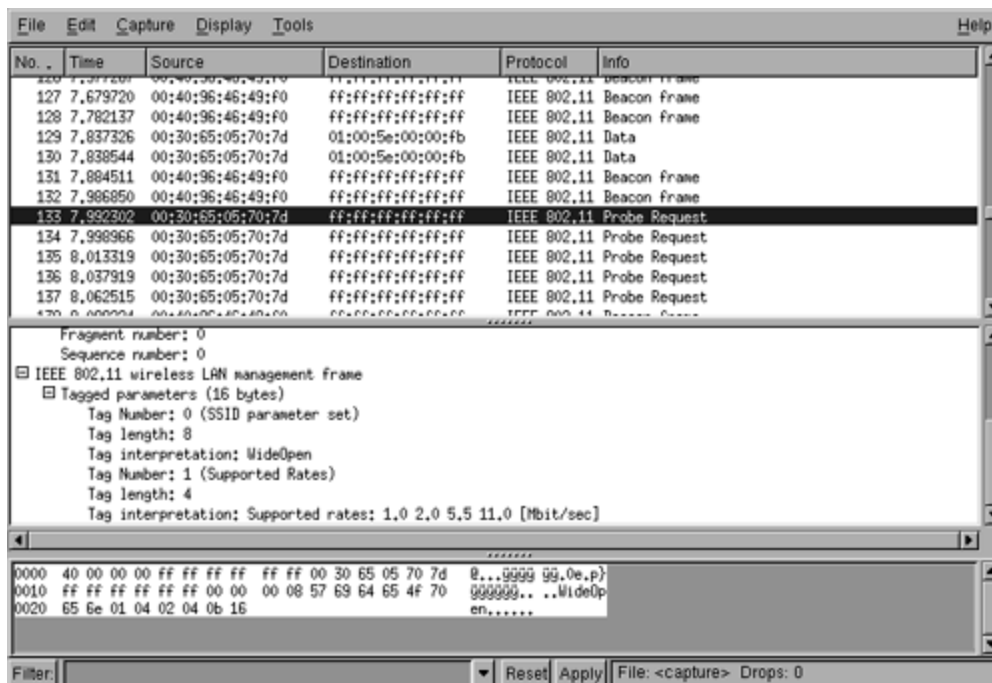 File Edit Capture Display Tools Help
No. . Time Source Destination Protocol Info
127 7.679720 00:40:96:46:49:f0 ff:ff:ff:ff:ff:ff IEEE 802.11 Beacon frame
128 7.782137 00:40:96:46:49:f0 ff:ff:ff:ff:ff:ff IEEE 802.11 Beacon frame
129 7.837326 00:30:65:05:70:7d 01:00:5e:00:00:fb IEEE 802.11 Data
130 7.838544 00:30:65:05:70:7d 01:00:5e:00:00:fb IEEE 802.11 Data
131 7.884511 00:40:96:46:49:f0 ff:ff:ff:ff:ff:ff IEEE 802.11 Beacon frame
132 7.986850 00:40:96:46:49:f0 ff:ff:ff:ff:ff:ff IEEE 802.11 Beacon frame
133 7.992302 00:30:65:05:70:7d ff:ff:ff:ff:ff:ff IEEE 802.11 Probe Request
134 7.998966 00:30:65:05:70:7d ff:ff:ff:ff:ff:ff IEEE 802.11 Probe Request
135 8.013319 00:30:65:05:70:7d ff:ff:ff:ff:ff:ff IEEE 802.11 Probe Request
136 8.037919 00:30:65:05:70:7d ff:ff:ff:ff:ff:ff IEEE 802.11 Probe Request
137 8.062515 00:30:65:05:70:7d ff:ff:ff:ff:ff:ff IEEE 802.11 Probe Request
Fragment number: 0
Sequence number: 0
IEEE 802.11 wireless LAN management frame
Tagged parameters (16 bytes)
Tag Number: 0 (SSID parameter set)
Tag length: 8
Tag interpretation: WideOpen
Tag Number: 1 (Supported Rates)
Tag length: 4
Tag interpretation: Supported rates: 1.0 2.0 5.5 11.0 [Mbit/sec]
0000 40 00 00 00 ff ff ff ff ff ff 00 30 65 05 70 7d @...ÿÿÿÿ ÿÿ.0e.p}
0010 ff ff ff ff ff ff 00 00 00 08 57 69 64 65 4f 70 ÿÿÿÿÿÿ.. ..WideOp
0020 65 6e 01 04 02 04 0b 16 en......
Filter: Reset Apply File: <capture> Drops: 0